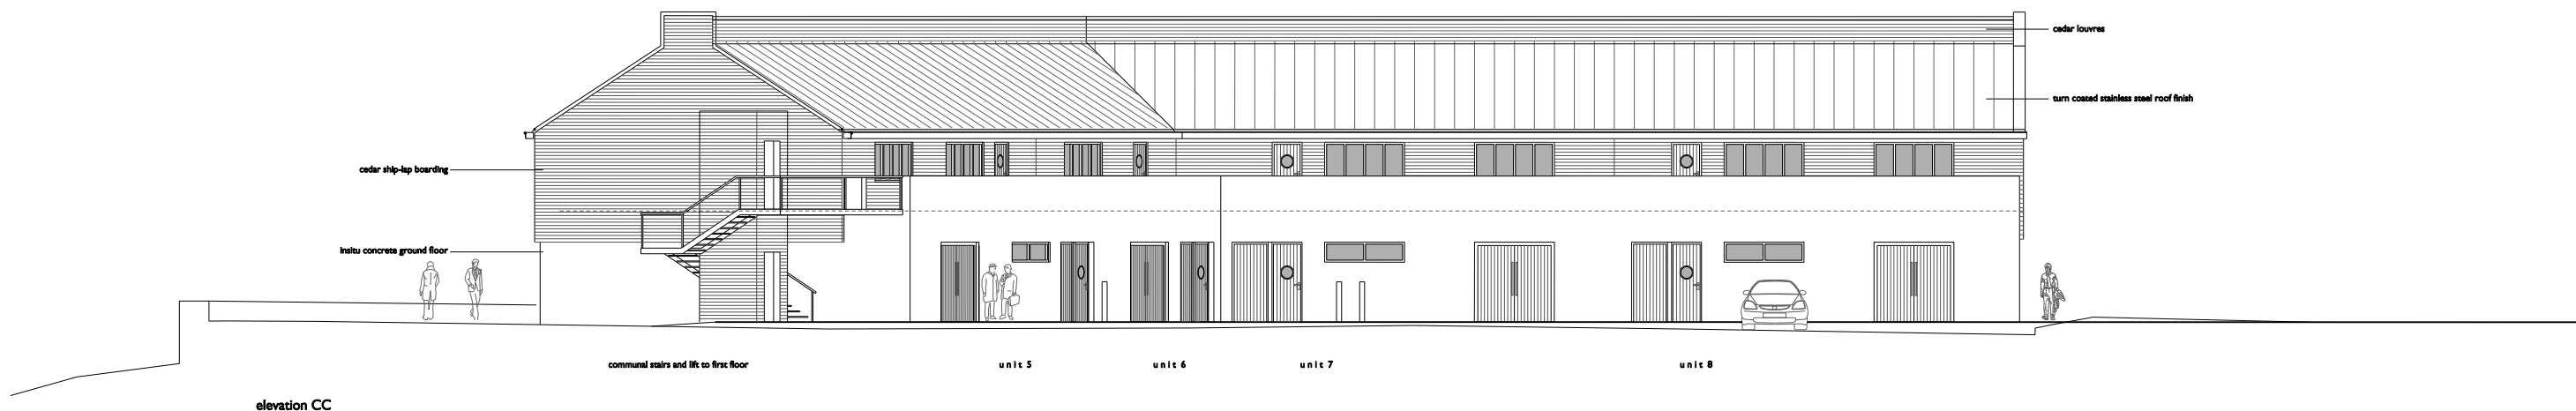 cedar louvres
turn coated stainless steel roof finish
cedar ship-lap boarding
insitu concrete ground floor
communal stairs and lift to first floor
unit 5
unit 6
unit 7
unit 8
elevation CC